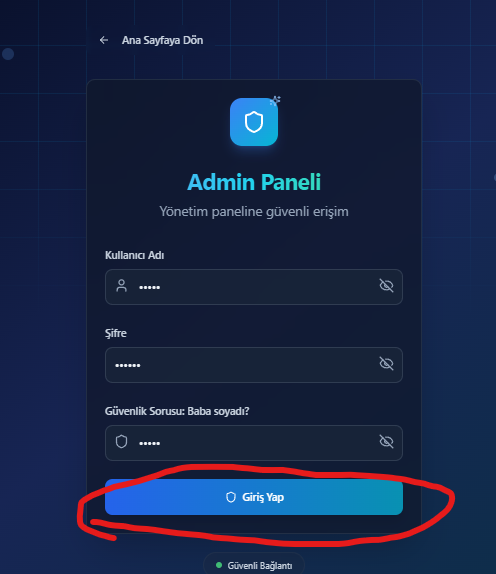 Ana Sayfaya Dön
Admin Paneli
Yönetim paneline güvenli erişim
Kullanıcı Adı
•••••
Şifre
••••••
Güvenlik Sorusu: Baba soyadı?
•••••
Giriş Yap
Güvenli Bağlantı